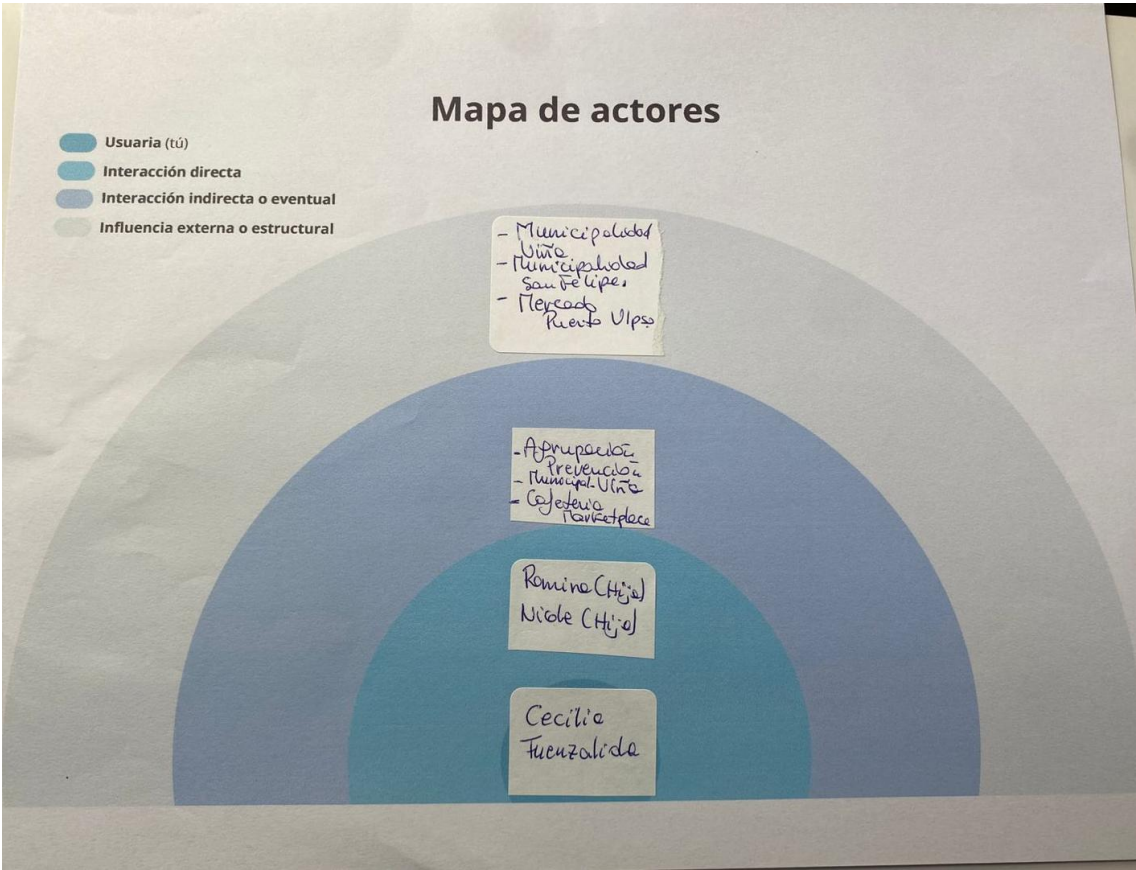 Mapa de actores
Usuaria (tú)
Interacción directa
Interacción indirecta o eventual
Influencia externa o estructural
- Municipalidad
Viña
- Municipalidad
San Felipe.
- Mercado
Puerto Vlpso
- Agrupación
Prevención
- Municipal-Viña
- Cafetería
Marketplace
Romina (Hija)
Nicole (Hija)
Cecilia
Fuenzalida